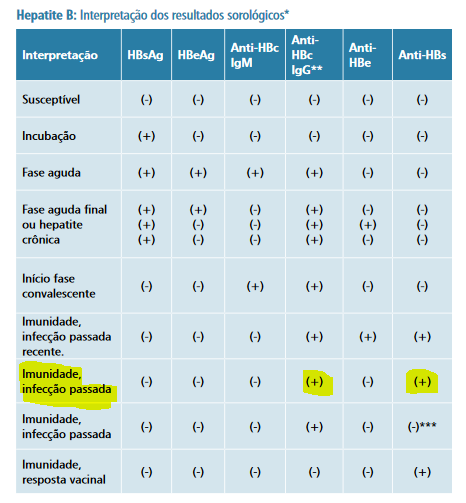 Hepatite B: Interpretação dos resultados sorológicos*
Interpretação HBsAg HBeAg Anti-HBc IgM Anti-HBc IgG** Anti-HBe Anti-HBs
Susceptível (-) (-) (-) (-) (-) (-)
Incubação (+) (-) (-) (-) (-) (-)
Fase aguda (+) (+) (+) (+) (-) (-)
Fase aguda final (+) (+) (-) (+) (-) (-)
ou hepatite (+) (-) (-) (+) (+) (-)
crônica (+) (-) (-) (+) (-) (-)
Início fase
convalescente (-) (-) (+) (+) (-) (-)
Imunidade,
infecção passada (-) (-) (-) (+) (+) (+)
recente.
Imunidade,
infecção passada (-) (-) (-) (+) (-) (+)
Imunidade,
infecção passada (-) (-) (-) (+) (-) (-)***
Imunidade,
resposta vacinal (-) (-) (-) (-) (-) (+)